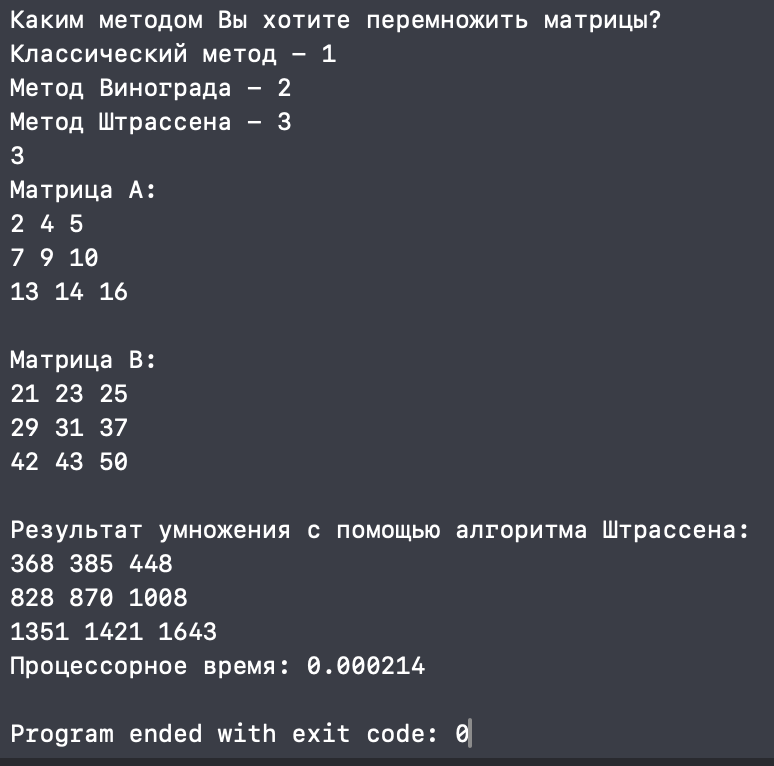 Каким методом Вы хотите перемножить матрицы?
Классический метод – 1
Метод Винограда – 2
Метод Штрассена – 3
3
Матрица А:
2 4 5
7 9 10
13 14 16
Матрица В:
21 23 25
29 31 37
42 43 50
Результат умножения с помощью алгоритма Штрассена:
368 385 448
828 870 1008
1351 1421 1643
Процессорное время: 0.000214
Program ended with exit code: 0